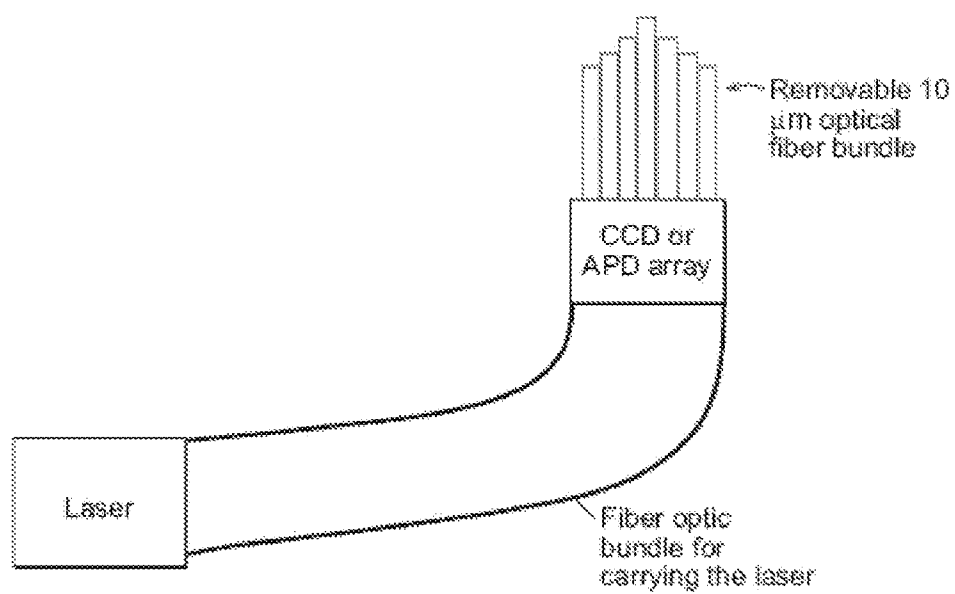 Removable 10
μm optical
fiber bundle
CCD or
APD array
Laser
Fiber optic
bundle for
carrying the laser